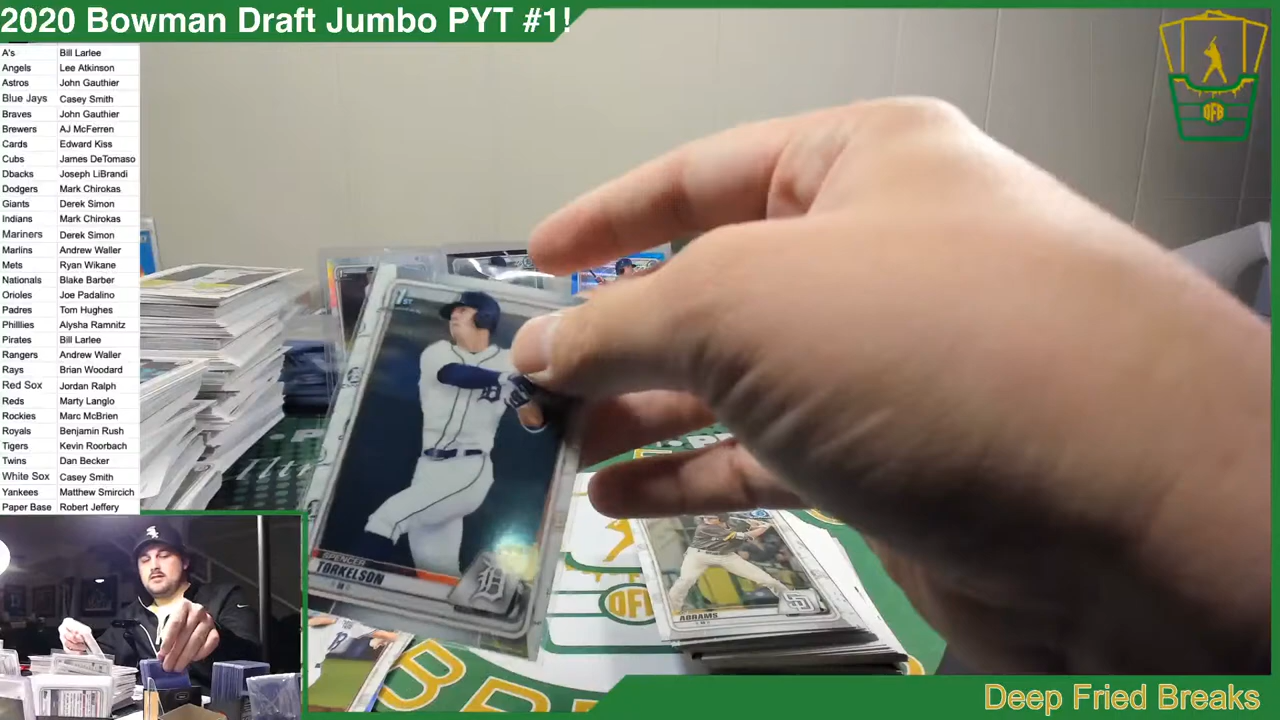 2020 Bowman Draft Jumbo PYT #1!
A's Bill Larlee
Angels Lee Atkinson
Astros John Gauthier
Blue Jays Casey Smith
Braves John Gauthier
Brewers AJ McFerren
Cards Edward Kiss
Cubs James DeTomaso
Dbacks Joseph LiBrandi
Dodgers Mark Chirokas
Giants Derek Simon
Indians Mark Chirokas
Mariners Derek Simon
Marlins Andrew Waller
Mets Ryan Wikane
Nationals Blake Barber
Orioles Joe Padalino
Padres Tom Hughes
Philllies Alysha Ramnitz
Pirates Bill Larlee
Rangers Andrew Waller
Rays Brian Woodard
Red Sox Jordan Ralph
Reds Marty Langlo
Rockies Marc McBrien
Royals Benjamin Rush
Tigers Kevin Roorbach
Twins Dan Becker
White Sox Casey Smith
Yankees Matthew Smircich
Paper Base Robert Jeffery
DFB
1ST
SPENCER
TORKELSON
D
ABRAMS
SD
DFB
Deep Fried Breaks